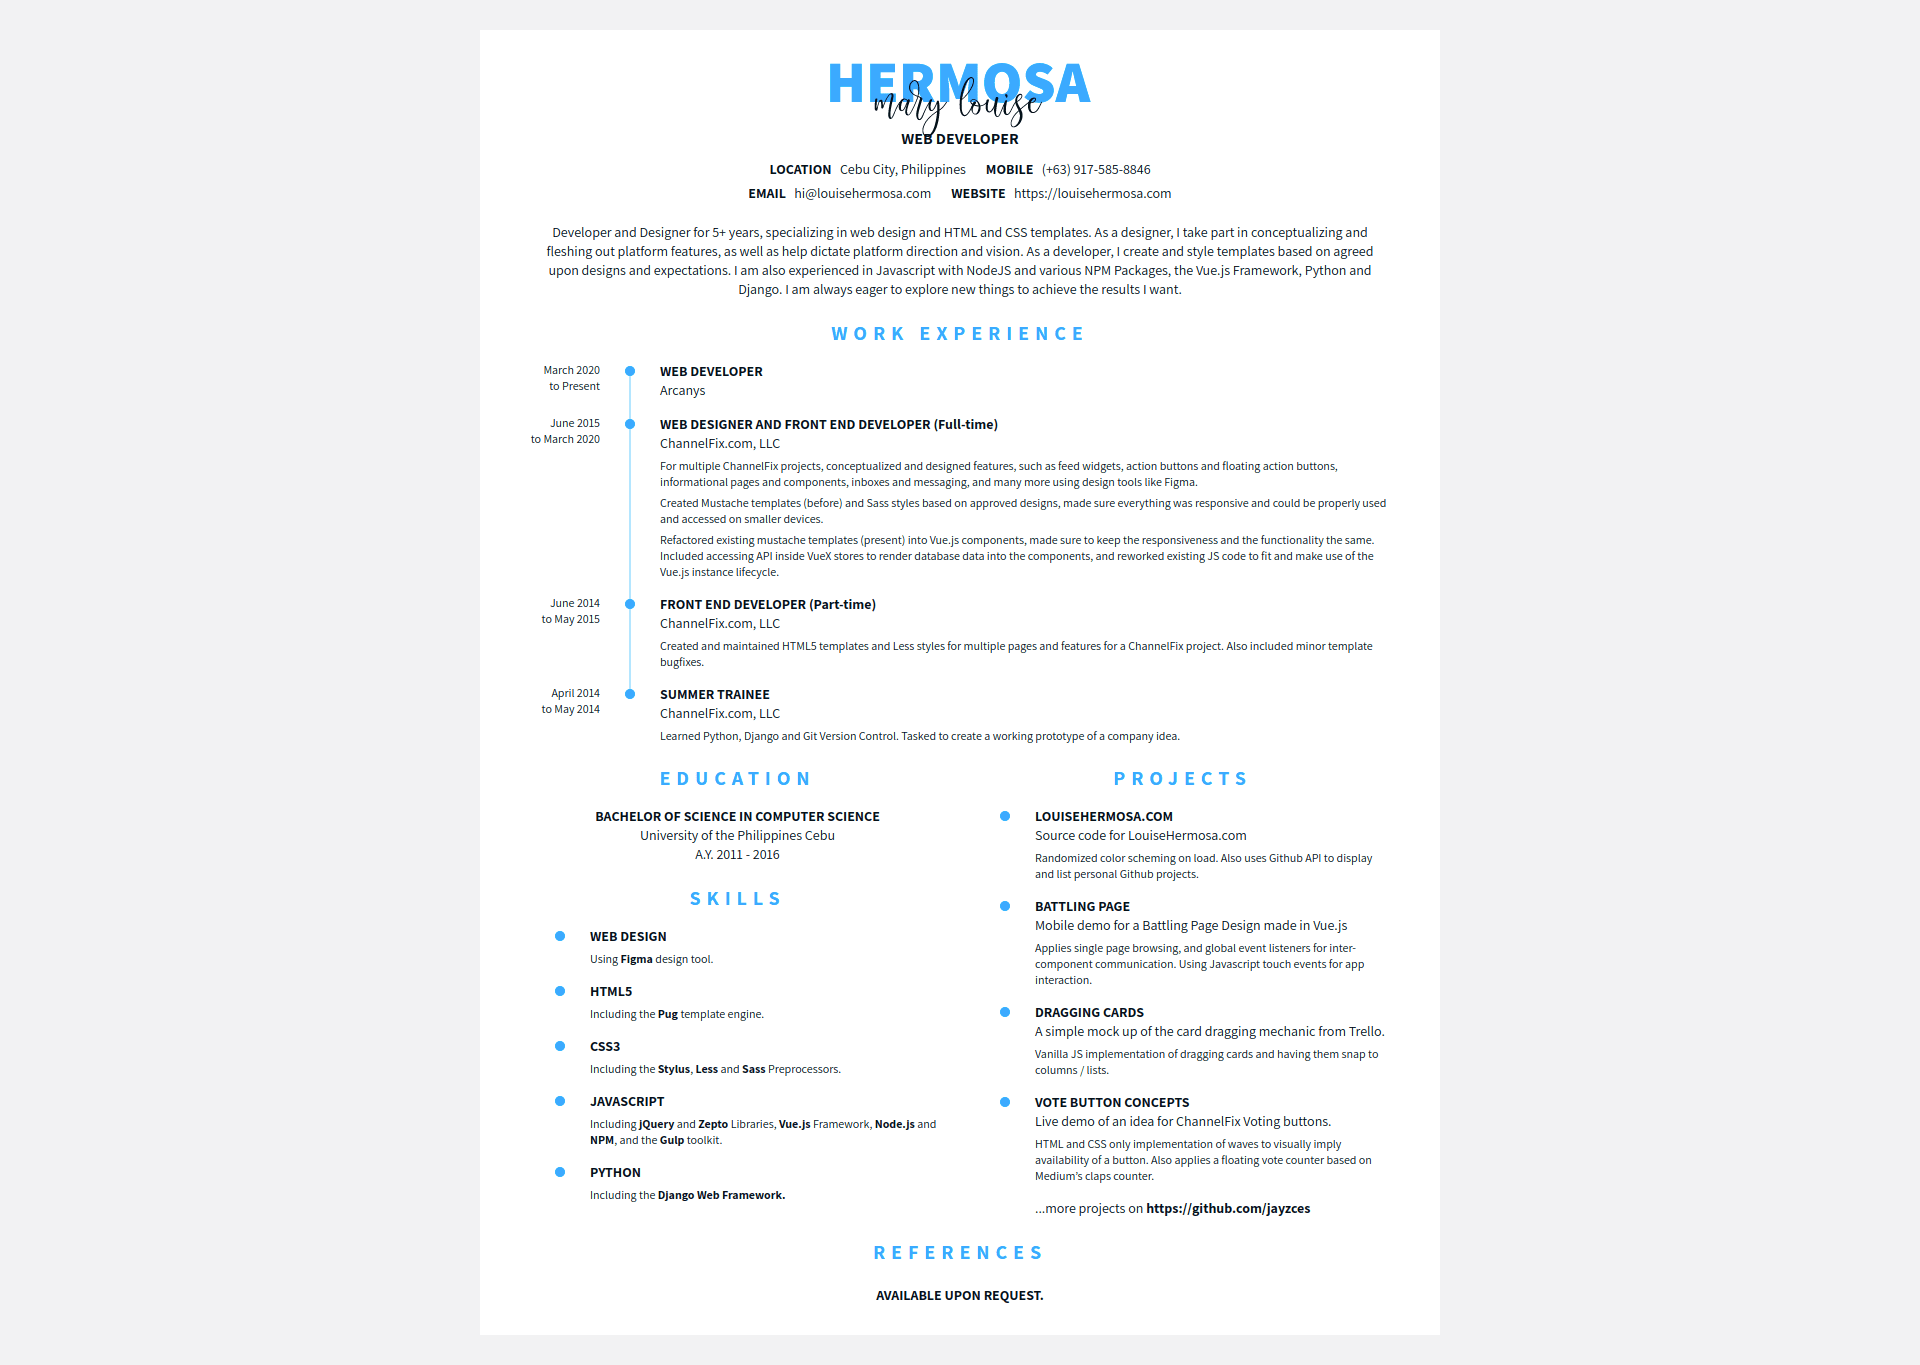 HERMOSA
mary louise
WEB DEVELOPER
LOCATION Cebu City, Philippines MOBILE (+63) 917-585-8846
EMAIL hi@louisehermosa.com WEBSITE https://louisehermosa.com
Developer and Designer for 5+ years, specializing in web design and HTML and CSS templates. As a designer, I take part in conceptualizing and
fleshing out platform features, as well as help dictate platform direction and vision. As a developer, I create and style templates based on agreed
upon designs and expectations. I am also experienced in Javascript with NodeJS and various NPM Packages, the Vue.js Framework, Python and
Django. I am always eager to explore new things to achieve the results I want.
WORK EXPERIENCE
March 2020
to Present
WEB DEVELOPER
Arcanys
June 2015
to March 2020
WEB DESIGNER AND FRONT END DEVELOPER (Full-time)
ChannelFix.com, LLC
For multiple ChannelFix projects, conceptualized and designed features, such as feed widgets, action buttons and floating action buttons,
informational pages and components, inboxes and messaging, and many more using design tools like Figma.
Created Mustache templates (before) and Sass styles based on approved designs, made sure everything was responsive and could be properly used
and accessed on smaller devices.
Refactored existing mustache templates (present) into Vue.js components, made sure to keep the responsiveness and the functionality the same.
Included accessing API inside VueX stores to render database data into the components, and reworked existing JS code to fit and make use of the
Vue.js instance lifecycle.
June 2014
to May 2015
FRONT END DEVELOPER (Part-time)
ChannelFix.com, LLC
Created and maintained HTML5 templates and Less styles for multiple pages and features for a ChannelFix project. Also included minor template
bugfixes.
April 2014
to May 2014
SUMMER TRAINEE
ChannelFix.com, LLC
Learned Python, Django and Git Version Control. Tasked to create a working prototype of a company idea.
EDUCATION
BACHELOR OF SCIENCE IN COMPUTER SCIENCE
University of the Philippines Cebu
A.Y. 2011 - 2016
SKILLS
WEB DESIGN
Using Figma design tool.
HTML5
Including the Pug template engine.
CSS3
Including the Stylus, Less and Sass Preprocessors.
JAVASCRIPT
Including jQuery and Zepto Libraries, Vue.js Framework, Node.js and
NPM, and the Gulp toolkit.
PYTHON
Including the Django Web Framework.
PROJECTS
LOUISEHERMOSA.COM
Source code for LouiseHermosa.com
Randomized color scheming on load. Also uses Github API to display
and list personal Github projects.
BATTLING PAGE
Mobile demo for a Battling Page Design made in Vue.js
Applies single page browsing, and global event listeners for inter-
component communication. Using Javascript touch events for app
interaction.
DRAGGING CARDS
A simple mock up of the card dragging mechanic from Trello.
Vanilla JS implementation of dragging cards and having them snap to
columns / lists.
VOTE BUTTON CONCEPTS
Live demo of an idea for ChannelFix Voting buttons.
HTML and CSS only implementation of waves to visually imply
availability of a button. Also applies a floating vote counter based on
Medium's claps counter.
...more projects on https://github.com/jayzces
REFERENCES
AVAILABLE UPON REQUEST.